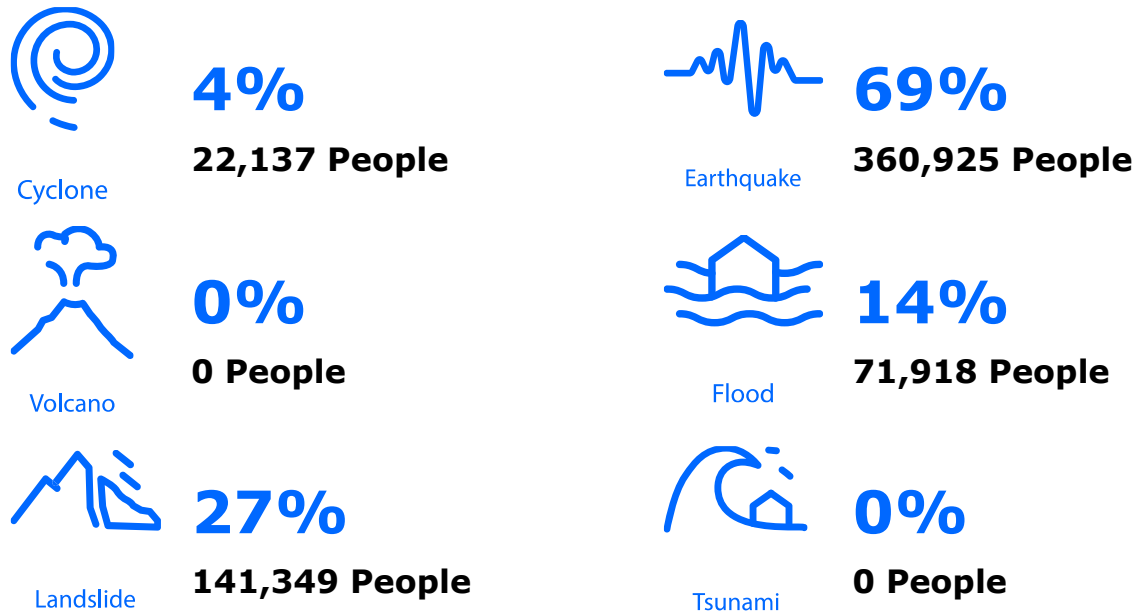 4%
22,137 People
Cyclone
69%
360,925 People
Earthquake
0%
0 People
Volcano
14%
71,918 People
Flood
27%
141,349 People
Landslide
0%
0 People
Tsunami